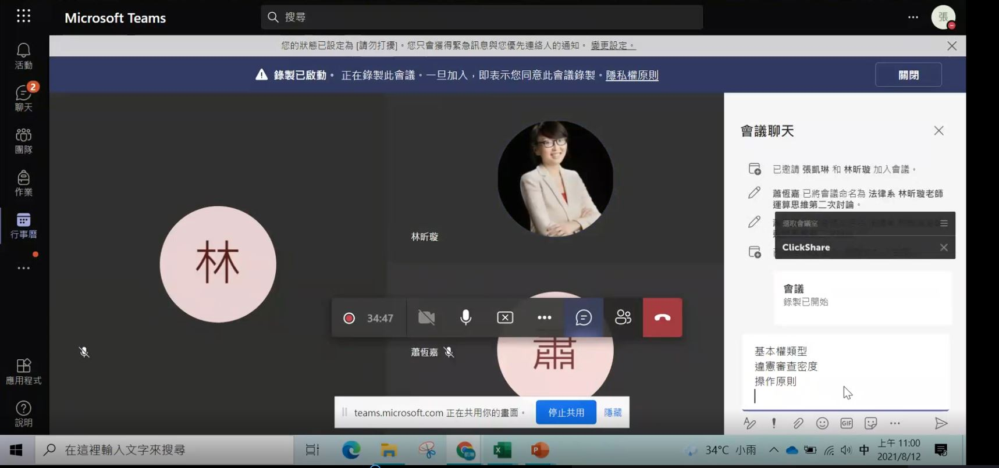 Microsoft Teams
搜尋
張
您的狀態已設定為 [請勿打擾]。您只會獲得緊急訊息與您優先連絡人的通知。 變更設定。
錄製已啟動。 正在錄製此會議。一旦加入，即表示您同意此會議錄製。隱私權原則
關閉
活動
2
聊天
團隊
作業
行事曆
應用程式
說明
林
林昕璇
蕭恆嘉
蕭
34:47
teams.microsoft.com 正在共用你的畫面。
停止共用
隱藏
會議聊天
已邀請 張凱琳 和 林昕璇 加入會議。
蕭恆嘉 已將會議命名為 法律系 林昕璇老師
運算思維第二次討論。
選取會議室
ClickShare
會議
錄製已開始
基本權類型
違憲審查密度
操作原則
GIF
在這裡輸入文字來搜尋
34°C 小雨
中
上午 11:00
2021/8/12